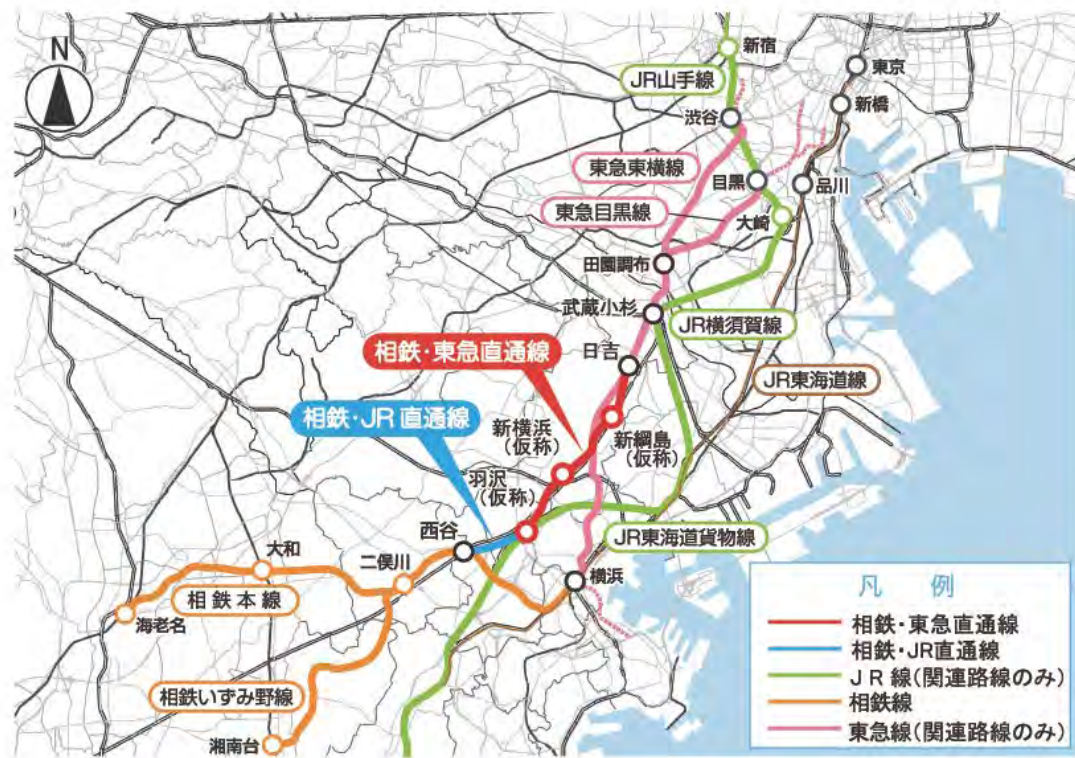 N
新宿
東京
JR山手線
新橋
渋谷
東急東横線
目黒
品川
東急目黒線
大崎
田園調布
武蔵小杉
JR横須賀線
相鉄・東急直通線
日吉
JR東海道線
相鉄・JR直通線
新横浜
(仮称)
新綱島
(仮称)
羽沢
(仮称)
西谷
JR東海道貨物線
大和
二俣川
横浜
相鉄本線
海老名
相鉄いずみ野線
湘南台
凡 例
相鉄・東急直通線
相鉄・JR直通線
JR線(関連路線のみ)
相鉄線
東急線(関連路線のみ)